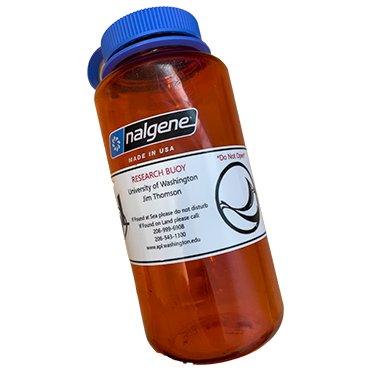 nalgene
MADE IN USA
*Do Not Open*
RESEARCH BUOY
University of Washington
Jim Thomson
If Found at Sea please do not disturb
If Found on Land please call:
206-999-6908
206-543-1300
www.apl.washington.edu